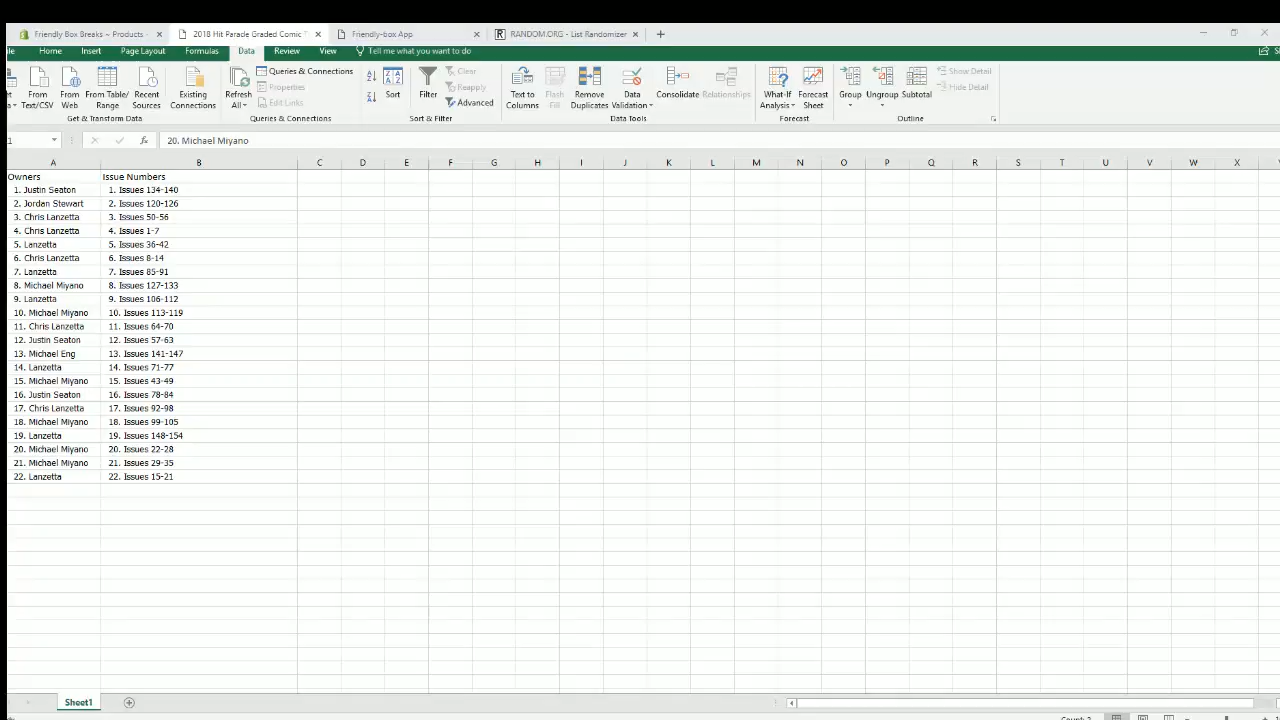 Friendly Box Breaks ~ Products · 2018 Hit Parade Graded Comic Friendly-box App RANDOM.ORG - List Randomizer
Home Insert Page Layout Formulas Data Review View Tell me what you want to do
From Text/CSV From Web From Table/ Range Recent Sources Existing Connections Refresh All Queries & Connections Properties Edit Links Sort Filter Clear Reapply Advanced Text to Columns Flash Fill Remove Duplicates Data Validation Consolidate Relationships What-If Analysis Forecast Sheet Group Ungroup Subtotal Show Detail Hide Detail
Get & Transform Data Queries & Connections Sort & Filter Data Tools Forecast Outline
1 fx 20. Michael Miyano
A B C D E F G H I J K L M N O P Q R S T U V W X
Owners Issue Numbers
1. Justin Seaton 1. Issues 134-140
2. Jordan Stewart 2. Issues 120-126
3. Chris Lanzetta 3. Issues 50-56
4. Chris Lanzetta 4. Issues 1-7
5. Lanzetta 5. Issues 36-42
6. Chris Lanzetta 6. Issues 8-14
7. Lanzetta 7. Issues 85-91
8. Michael Miyano 8. Issues 127-133
9. Lanzetta 9. Issues 106-112
10. Michael Miyano 10. Issues 113-119
11. Chris Lanzetta 11. Issues 64-70
12. Justin Seaton 12. Issues 57-63
13. Michael Eng 13. Issues 141-147
14. Lanzetta 14. Issues 71-77
15. Michael Miyano 15. Issues 43-49
16. Justin Seaton 16. Issues 78-84
17. Chris Lanzetta 17. Issues 92-98
18. Michael Miyano 18. Issues 99-105
19. Lanzetta 19. Issues 148-154
20. Michael Miyano 20. Issues 22-28
21. Michael Miyano 21. Issues 29-35
22. Lanzetta 22. Issues 15-21
Sheet1